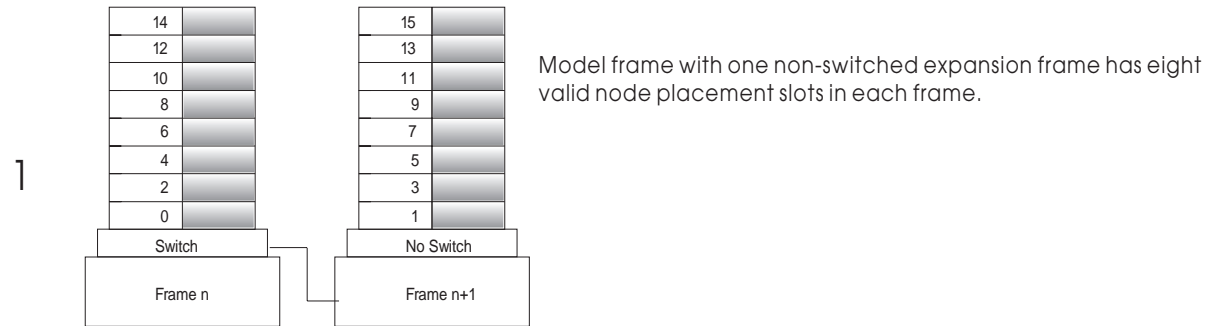 14
12
10
8
6
4
2
0
Switch
Frame n
15
13
11
9
7
5
3
1
No Switch
Frame n+1
Model frame with one non-switched expansion frame has eight
valid node placement slots in each frame.
1